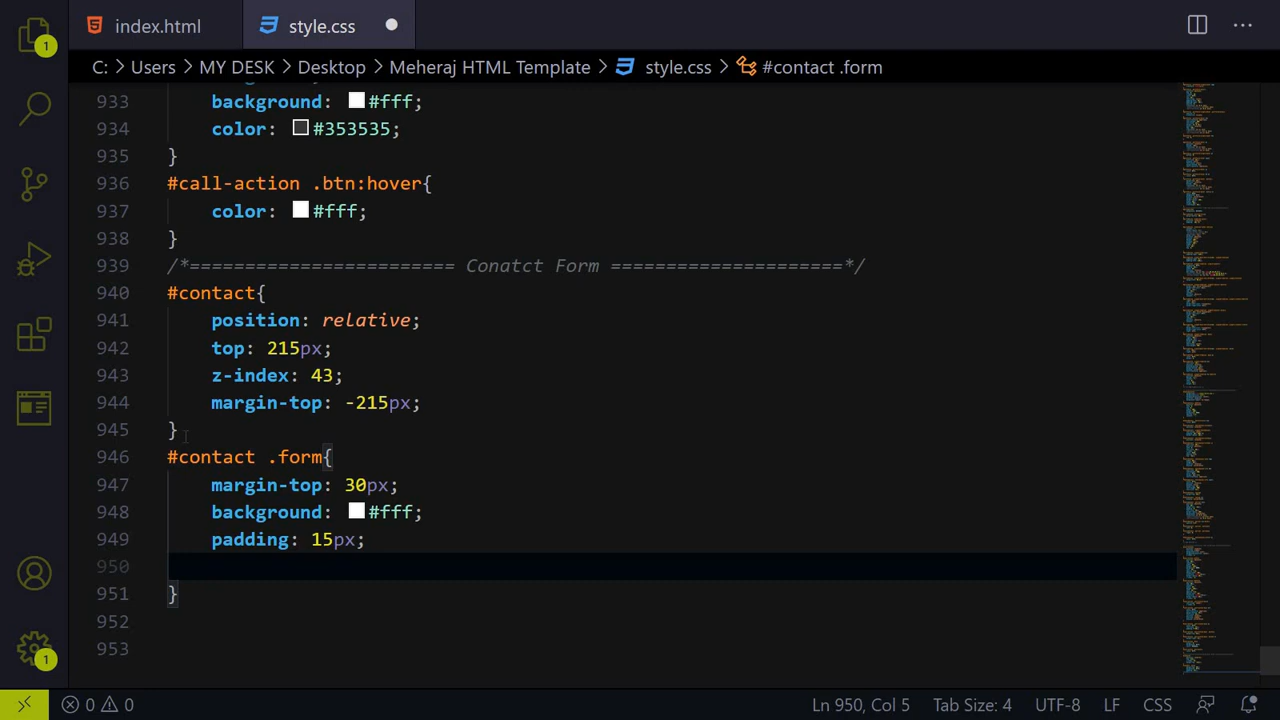 index.html
style.css
C: > Users > MY DESK > Desktop > Meheraj HTML Template > style.css > #contact .form
933 background: #fff;
934 color: #353535;
935 }
936 #call-action .btn:hover{
937 color: #fff;
938 }
939 /*======================== Conatct Form =====================*/
940 #contact{
941 position: relative;
942 top: 215px;
943 z-index: 43;
944 margin-top: -215px;
945 }
946 #contact .form{
947 margin-top: 30px;
948 background: #fff;
949 padding: 15px;
950
951 }
952
953
1
1
0 0
Ln 950, Col 5 Tab Size: 4 UTF-8 LF CSS